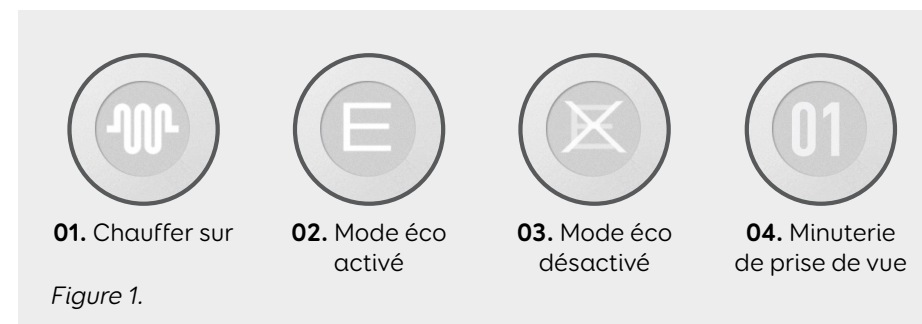 E
E
01
01. Chauffer sur
02. Mode éco
activé
03. Mode éco
désactivé
04. Minuterie
de prise de vue
Figure 1.